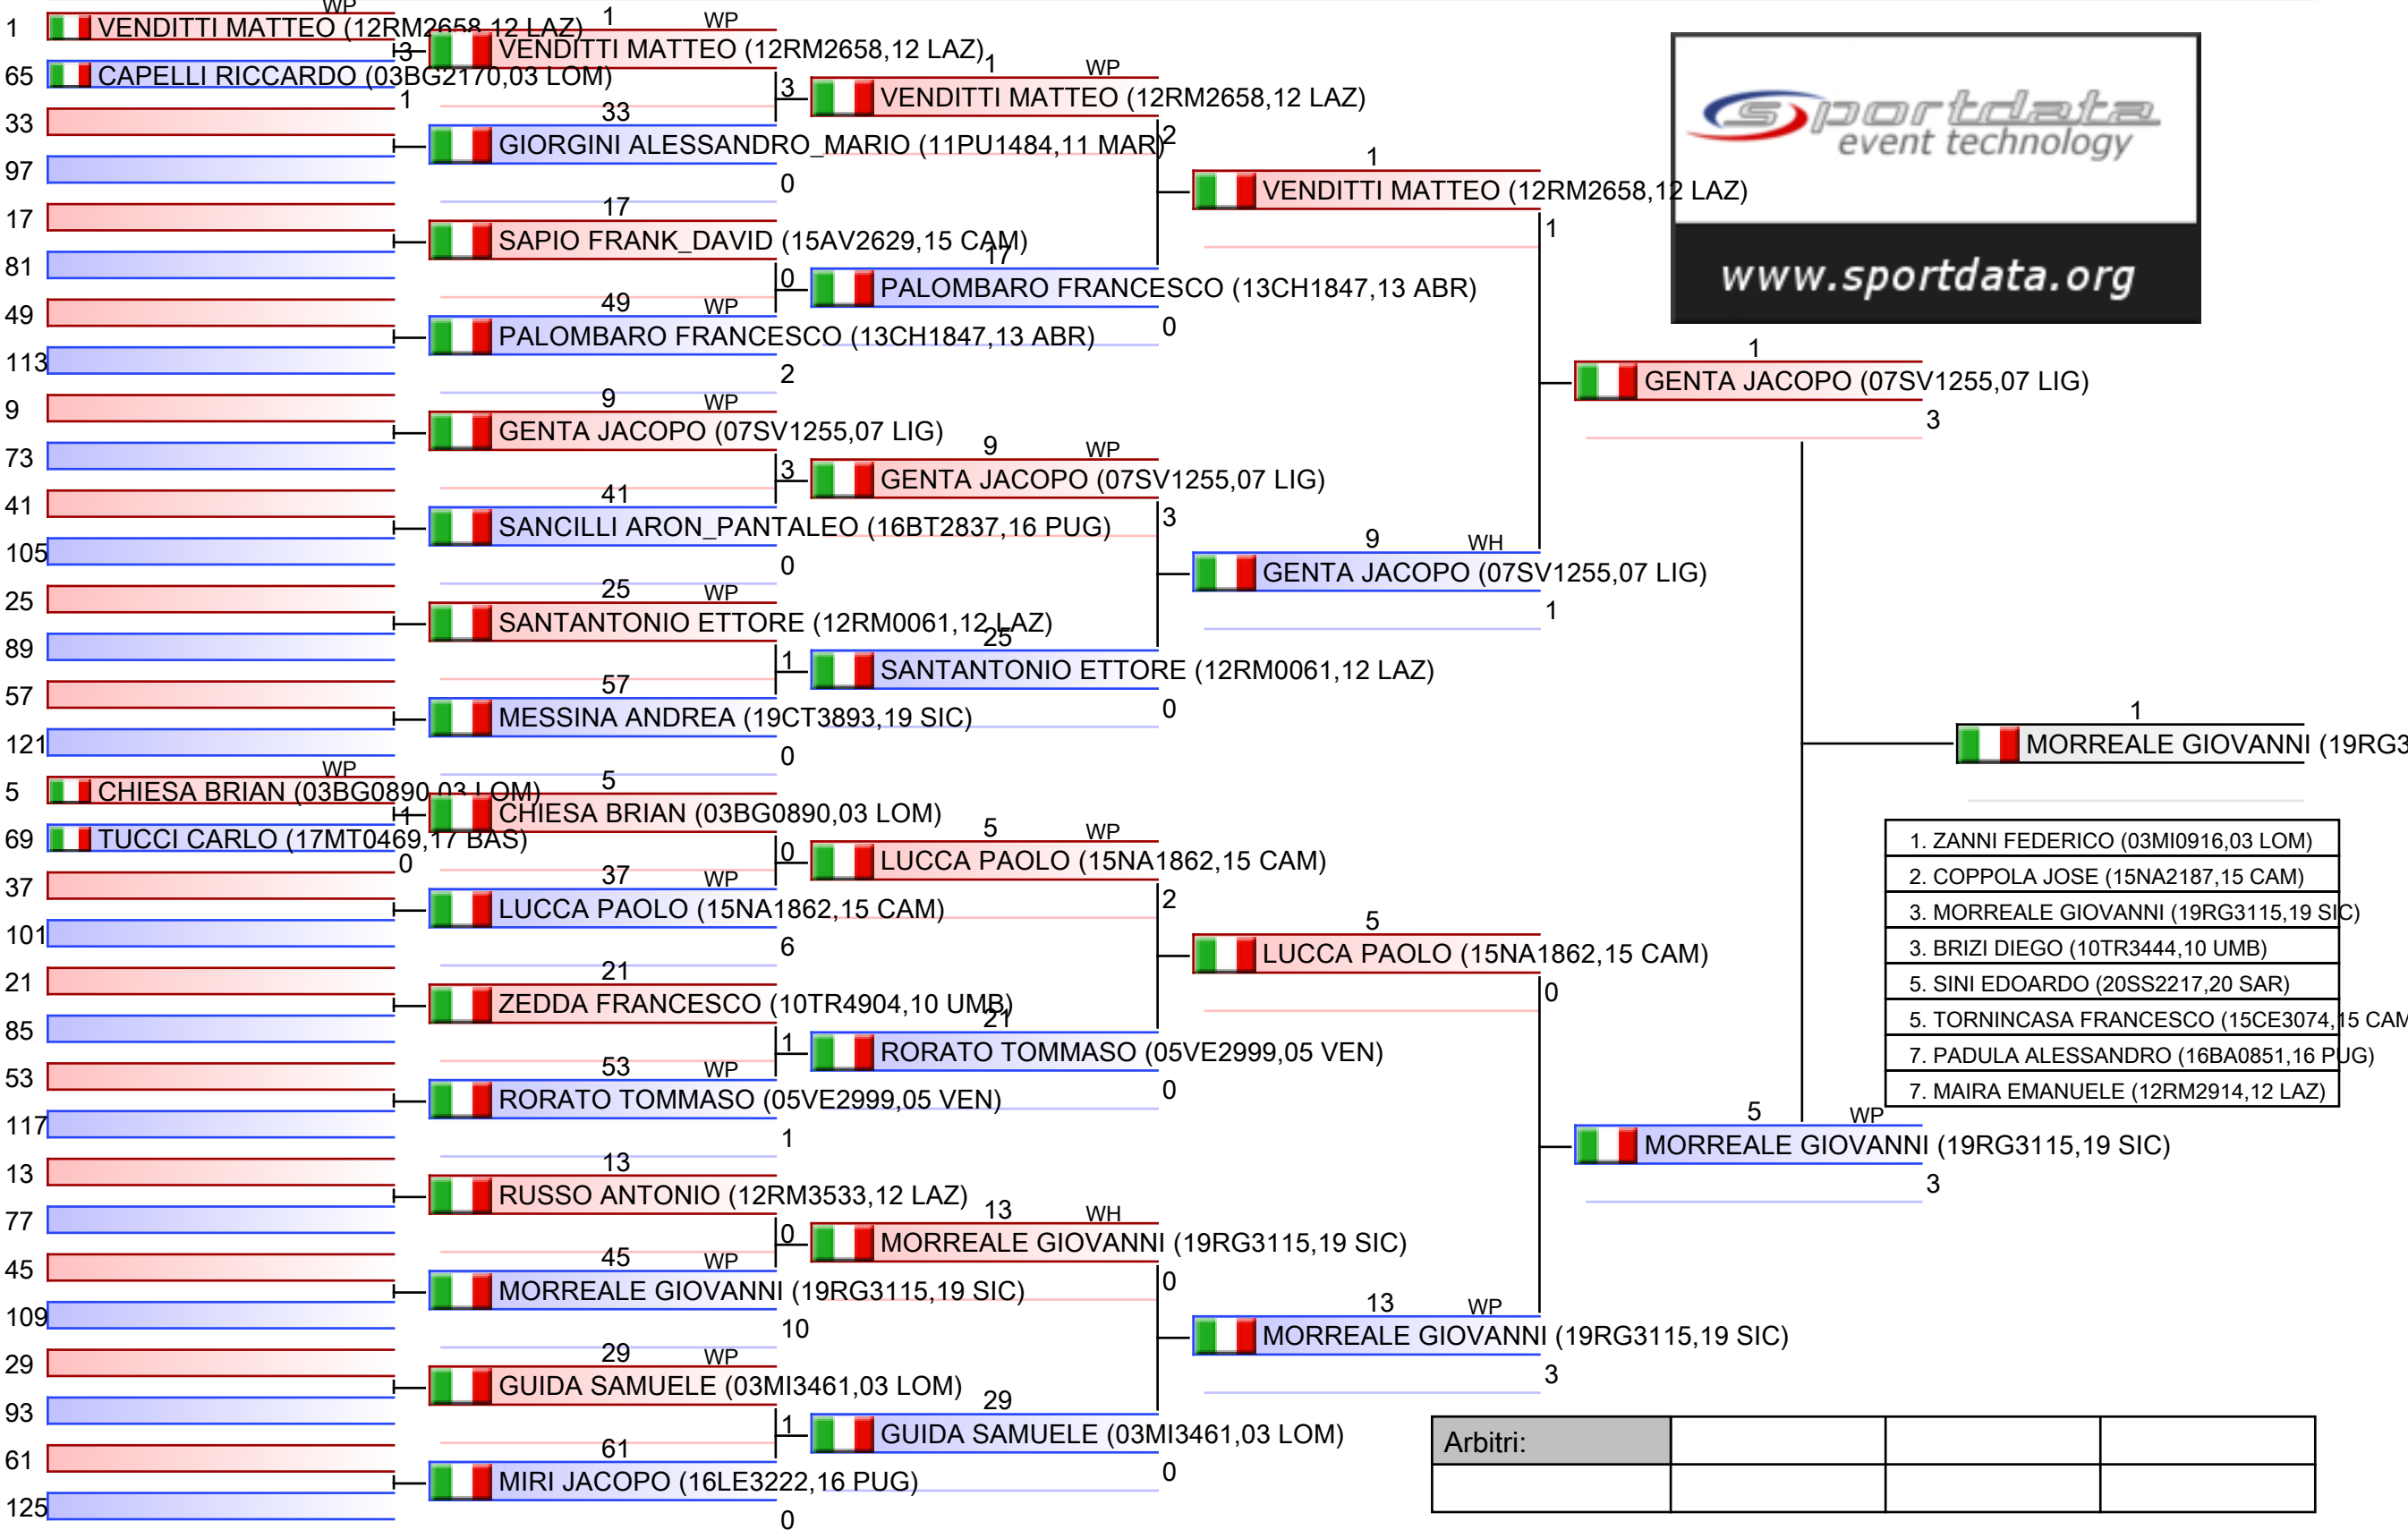 WP
1 VENDITTI MATTEO (12RM2658,12 LAZ)
3
65 CAPELLI RICCARDO (03BG2170,03 LOM)
1
33
97
17
81
49
113
9
73
41
105
25
89
57
121
WP
5 CHIESA BRIAN (03BG0890,03 LOM)
1
69 TUCCI CARLO (17MT0469,17 BAS)
0
37
101
21
85
53
117
13
77
45
109
29
93
61
125
1 WP
VENDITTI MATTEO (12RM2658,12 LAZ)
3
33
GIORGINI ALESSANDRO_MARIO (11PU1484,11 MAR)
0
17
SAPIO FRANK_DAVID (15AV2629,15 CAM)
0
49 WP
PALOMBARO FRANCESCO (13CH1847,13 ABR)
2
9 WP
GENTA JACOPO (07SV1255,07 LIG)
3
41
SANCILLI ARON_PANTALEO (16BT2837,16 PUG)
0
25 WP
SANTANTONIO ETTORE (12RM0061,12 LAZ)
1
57
MESSINA ANDREA (19CT3893,19 SIC)
0
5
CHIESA BRIAN (03BG0890,03 LOM)
0
37 WP
LUCCA PAOLO (15NA1862,15 CAM)
6
21
ZEDDA FRANCESCO (10TR4904,10 UMB)
1
53 WP
RORATO TOMMASO (05VE2999,05 VEN)
1
13
RUSSO ANTONIO (12RM3533,12 LAZ)
0
45 WP
MORREALE GIOVANNI (19RG3115,19 SIC)
10
29 WP
GUIDA SAMUELE (03MI3461,03 LOM)
1
61
MIRI JACOPO (16LE3222,16 PUG)
0
1 WP
VENDITTI MATTEO (12RM2658,12 LAZ)
2
17
PALOMBARO FRANCESCO (13CH1847,13 ABR)
0
9 WP
GENTA JACOPO (07SV1255,07 LIG)
3
25
SANTANTONIO ETTORE (12RM0061,12 LAZ)
0
5 WP
LUCCA PAOLO (15NA1862,15 CAM)
2
21
RORATO TOMMASO (05VE2999,05 VEN)
0
13 WH
MORREALE GIOVANNI (19RG3115,19 SIC)
0
29
GUIDA SAMUELE (03MI3461,03 LOM)
0
1
VENDITTI MATTEO (12RM2658,12 LAZ)
1
9 WH
GENTA JACOPO (07SV1255,07 LIG)
1
5
LUCCA PAOLO (15NA1862,15 CAM)
0
13 WP
MORREALE GIOVANNI (19RG3115,19 SIC)
3
sportdata
event technology
www.sportdata.org
1
GENTA JACOPO (07SV1255,07 LIG)
3
5 WP
MORREALE GIOVANNI (19RG3115,19 SIC)
3
1
MORREALE GIOVANNI (19RG3
1. ZANNI FEDERICO (03MI0916,03 LOM)
2. COPPOLA JOSE (15NA2187,15 CAM)
3. MORREALE GIOVANNI (19RG3115,19 SIC)
3. BRIZI DIEGO (10TR3444,10 UMB)
5. SINI EDOARDO (20SS2217,20 SAR)
5. TORNINCASA FRANCESCO (15CE3074,15 CAM
7. PADULA ALESSANDRO (16BA0851,16 PUG)
7. MAIRA EMANUELE (12RM2914,12 LAZ)
Arbitri: